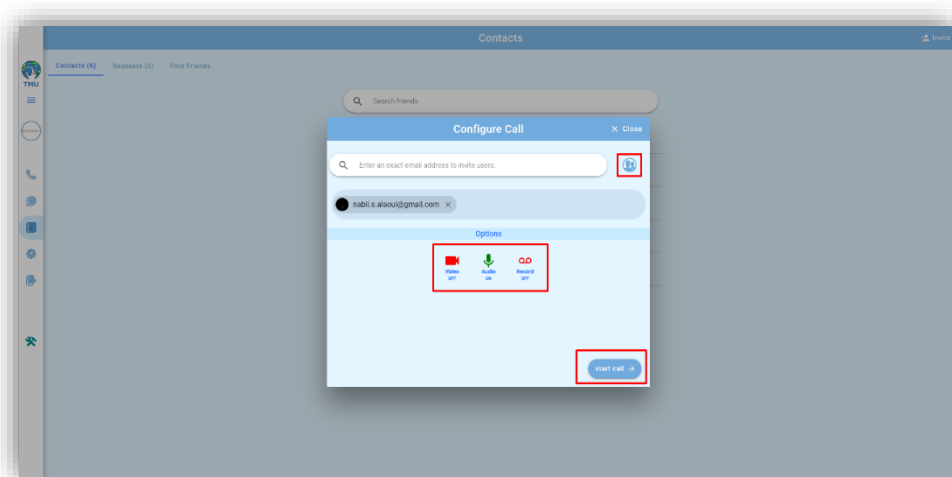 Contacts
Invite
TMU
Contacts (6) Requests (0) Find Friends
Search friends
Configure Call
× Close
Enter an exact email address to invite users.
nabil.s.alaoui@gmail.com ×
Options
Video Audio Record
OFF ON OFF
start call →